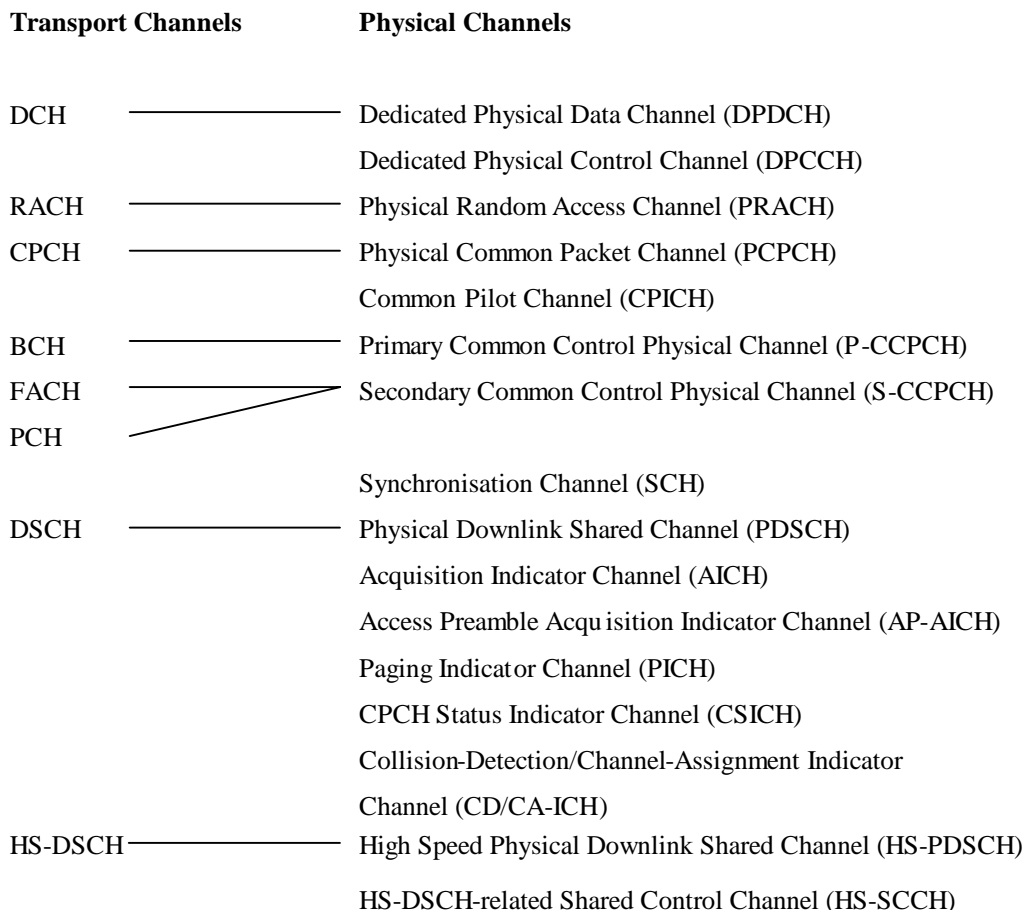 Transport Channels Physical Channels
DCH Dedicated Physical Data Channel (DPDCH)
Dedicated Physical Control Channel (DPCCH)
RACH Physical Random Access Channel (PRACH)
CPCH Physical Common Packet Channel (PCPCH)
Common Pilot Channel (CPICH)
BCH Primary Common Control Physical Channel (P-CCPCH)
FACH Secondary Common Control Physical Channel (S-CCPCH)
PCH
Synchronisation Channel (SCH)
DSCH Physical Downlink Shared Channel (PDSCH)
Acquisition Indicator Channel (AICH)
Access Preamble Acquisition Indicator Channel (AP-AICH)
Paging Indicator Channel (PICH)
CPCH Status Indicator Channel (CSICH)
Collision-Detection/Channel-Assignment Indicator
Channel (CD/CA-ICH)
HS-DSCH High Speed Physical Downlink Shared Channel (HS-PDSCH)
HS-DSCH-related Shared Control Channel (HS-SCCH)